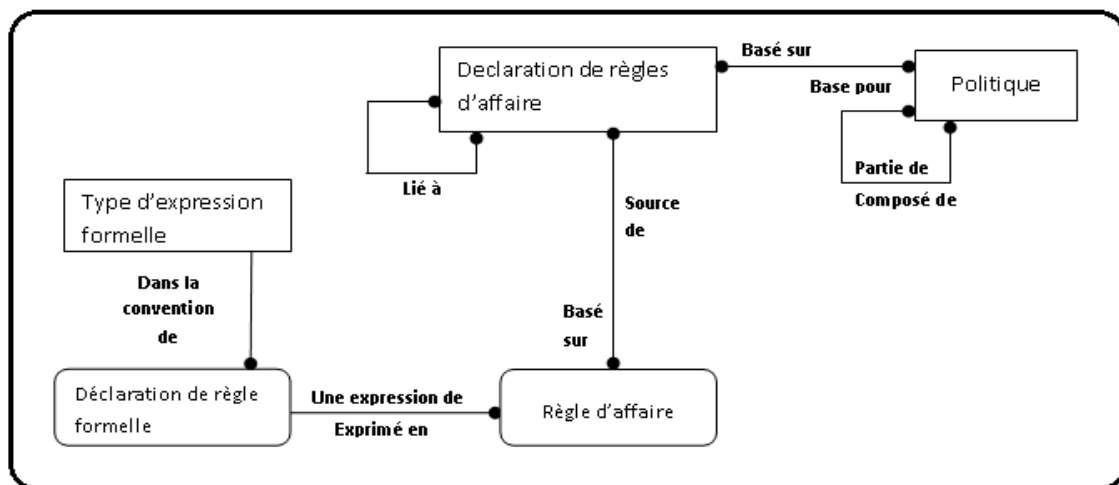 Basé sur
Declaration de règles
d'affaire
Base pour
Politique
Lié à
Partie de
Composé de
Type d'expression
formelle
Source
de
Dans la
convention
de
Basé
sur
Déclaration de règle
formelle
Une expression de
Exprimé en
Règle d'affaire